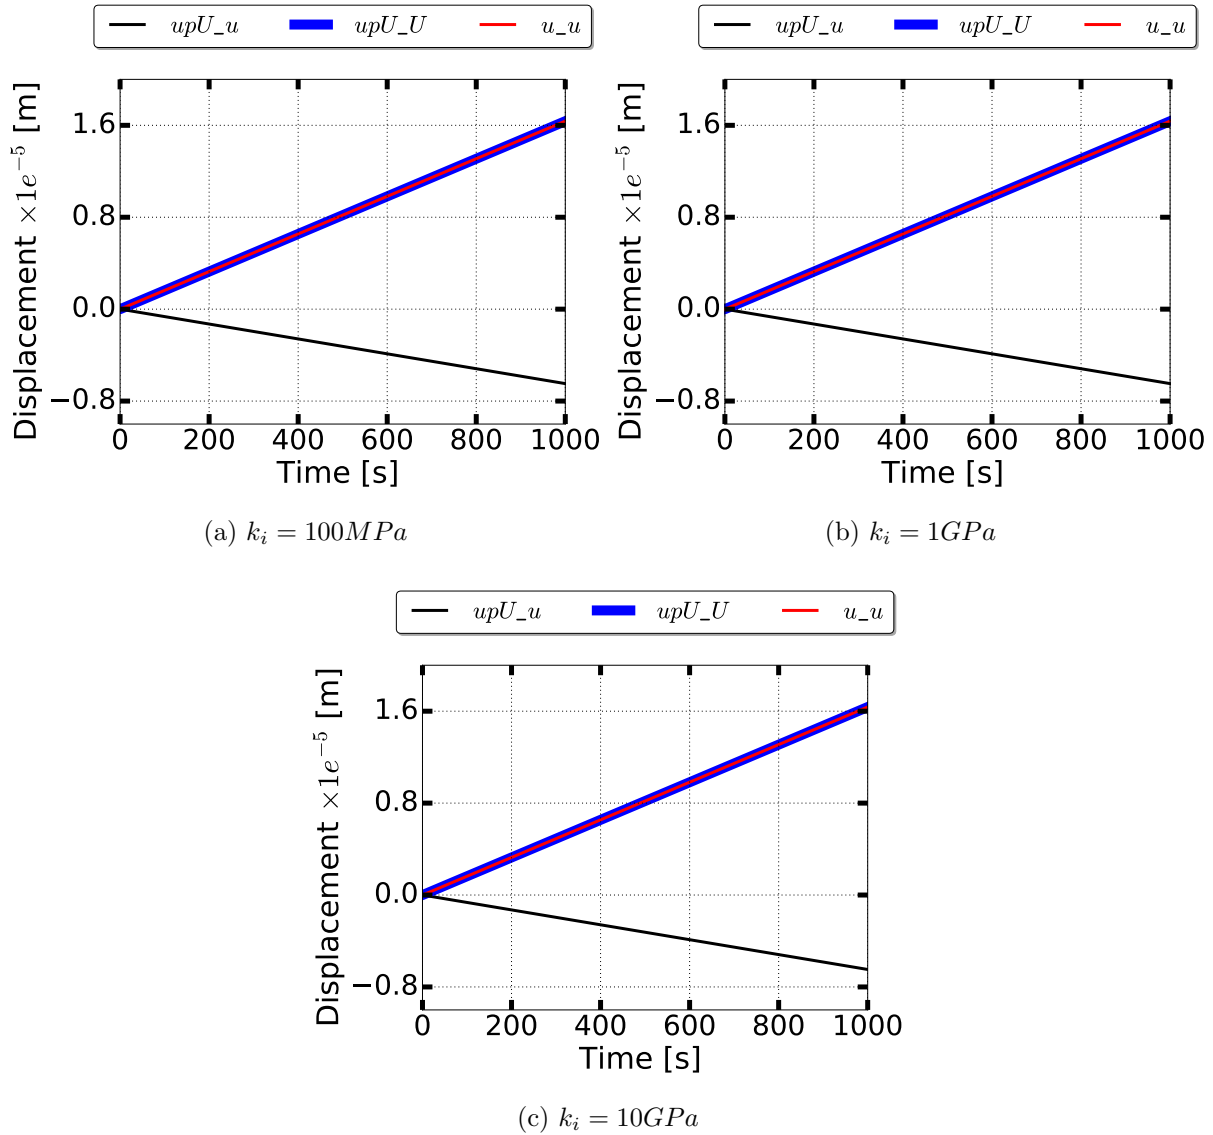 upU_u upU_U u_u
Displacement ×1e⁻⁵ [m]
1.6
0.8
0.0
−0.8
0 200 400 600 800 1000
Time [s]
(a) kᵢ = 100MPa
upU_u upU_U u_u
Displacement ×1e⁻⁵ [m]
1.6
0.8
0.0
−0.8
0 200 400 600 800 1000
Time [s]
(b) kᵢ = 1GPa
upU_u upU_U u_u
Displacement ×1e⁻⁵ [m]
1.6
0.8
0.0
−0.8
0 200 400 600 800 1000
Time [s]
(c) kᵢ = 10GPa